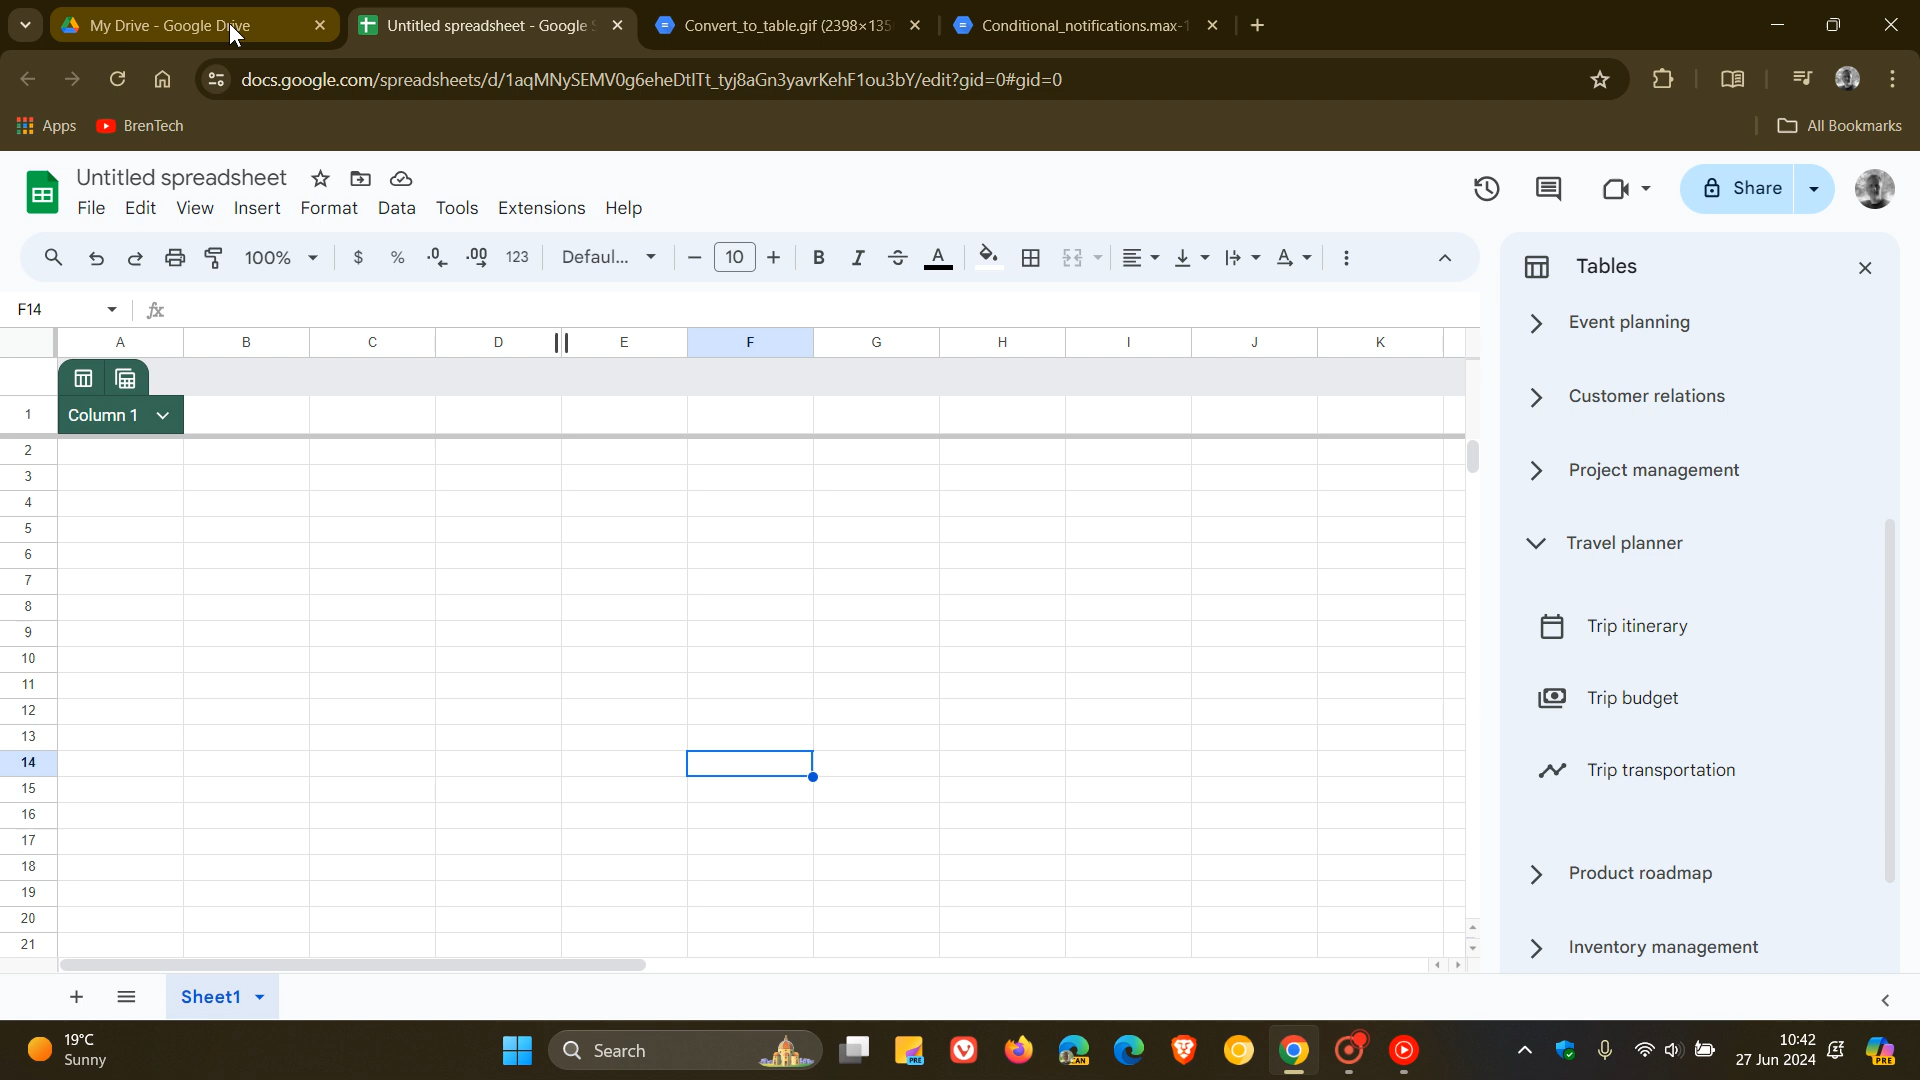 My Drive - Google Drive
Untitled spreadsheet - Google S
Convert_to_table.gif (2398×135
Conditional_notifications.max-1
docs.google.com/spreadsheets/d/1aqMNySEMV0g6eheDtlTt_tyj8aGn3yavrKehF1ou3bY/edit?gid=0#gid=0
Apps BrenTech All Bookmarks
Untitled spreadsheet
File Edit View Insert Format Data Tools Extensions Help
Share
100% $ % .0 .00 123 Defaul... 10 B I A
Tables
F14 fx
A B C D E F G H I J K
Column 1
1
2
3
4
5
6
7
8
9
10
11
12
13
14
15
16
17
18
19
20
21
Event planning
Customer relations
Project management
Travel planner
Trip itinerary
Trip budget
Trip transportation
Product roadmap
Inventory management
Sheet1
19°C
Sunny
Search
PRE
CAN
10:42
27 Jun 2024
PRE